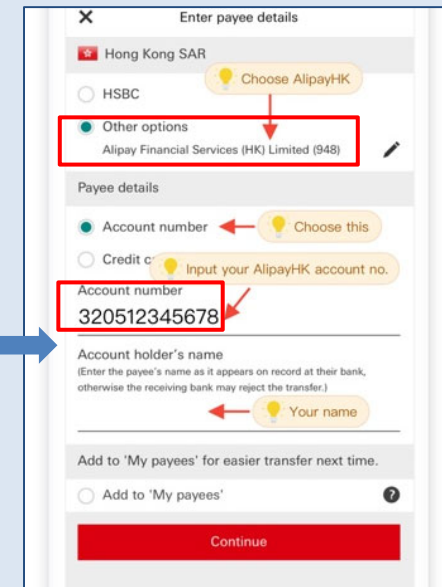 Enter payee details
Hong Kong SAR
Choose AlipayHK
HSBC
Other options
Alipay Financial Services (HK) Limited (948)
Payee details
Account number
Choose this
Credit c
Input your AlipayHK account no.
Account number
320512345678
Account holder's name
(Enter the payee's name as it appears on record at their bank,
otherwise the receiving bank may reject the transfer.)
Your name
Add to 'My payees' for easier transfer next time.
Add to 'My payees'
?
Continue